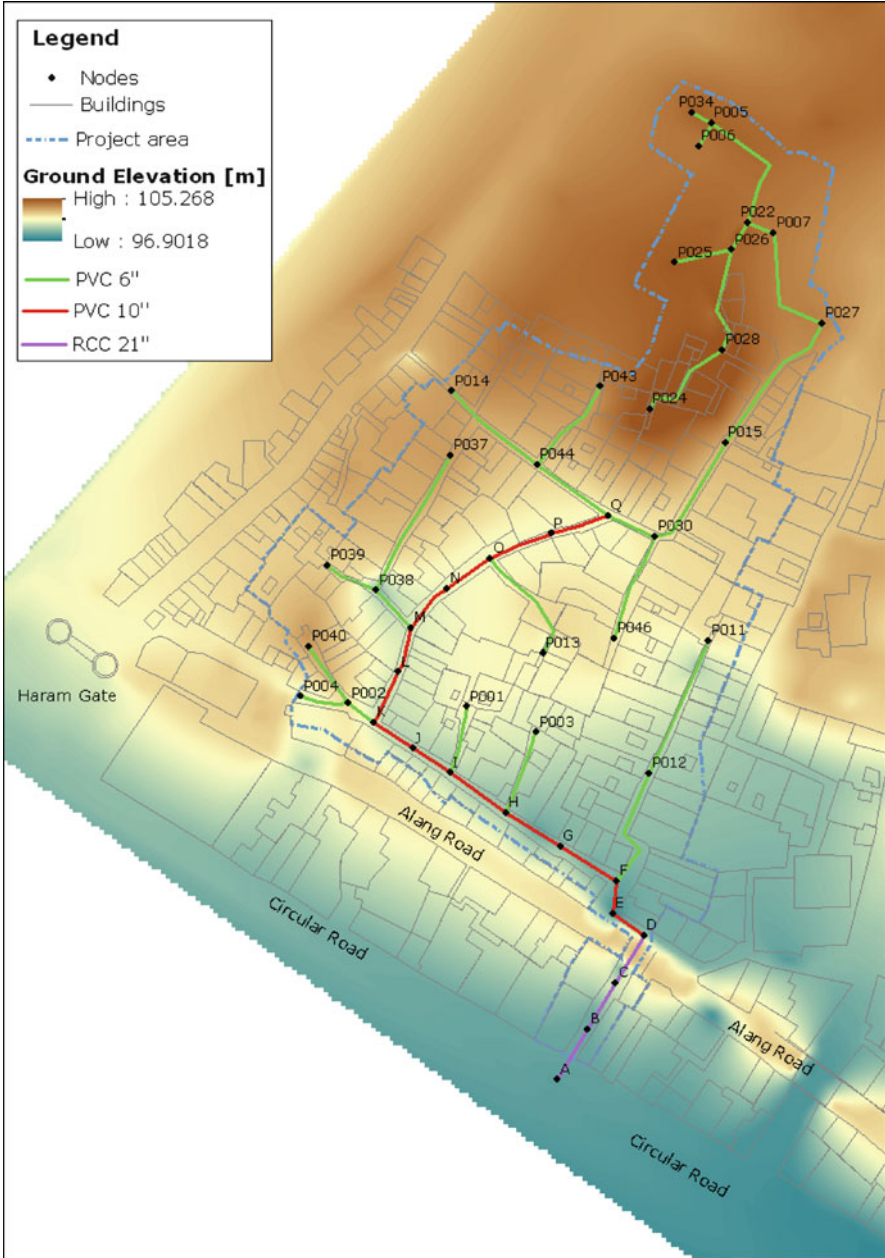 Legend
Nodes
Buildings
Project area
Ground Elevation [m]
High : 105.268
Low : 96.9018
PVC 6"
PVC 10"
RCC 21"
P034
P005
P006
P022
P007
P026
P025
P027
P028
P043
P014
P024
P015
P037
P044
Q
P030
P
O
P039
P038
N
M
P046
P011
P040
P013
L
P004
P002
P001
K
P003
J
I
P012
H
G
F
E
D
C
B
A
Haram Gate
Alang Road
Circular Road
Alang Road
Circular Road